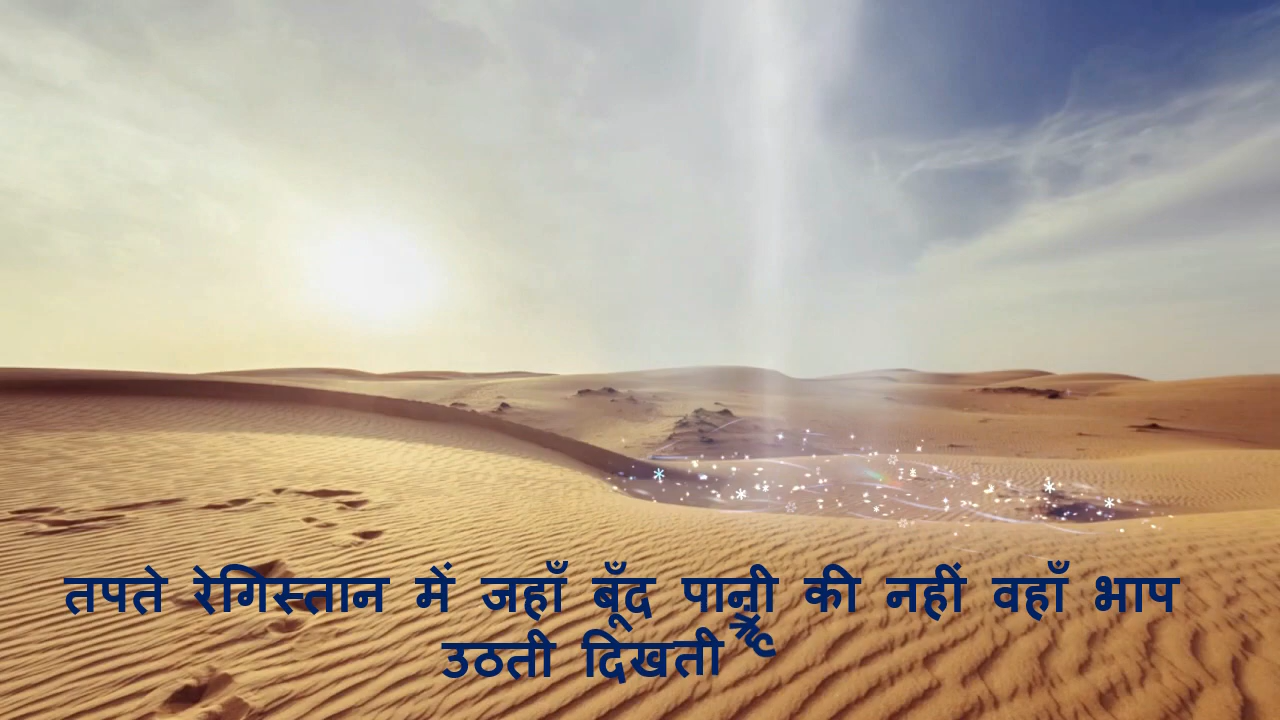 तपते रेगिस्तान में जहाँ बूँद पानी की नहीं वहाँ भाप
उठती दिखती हैं